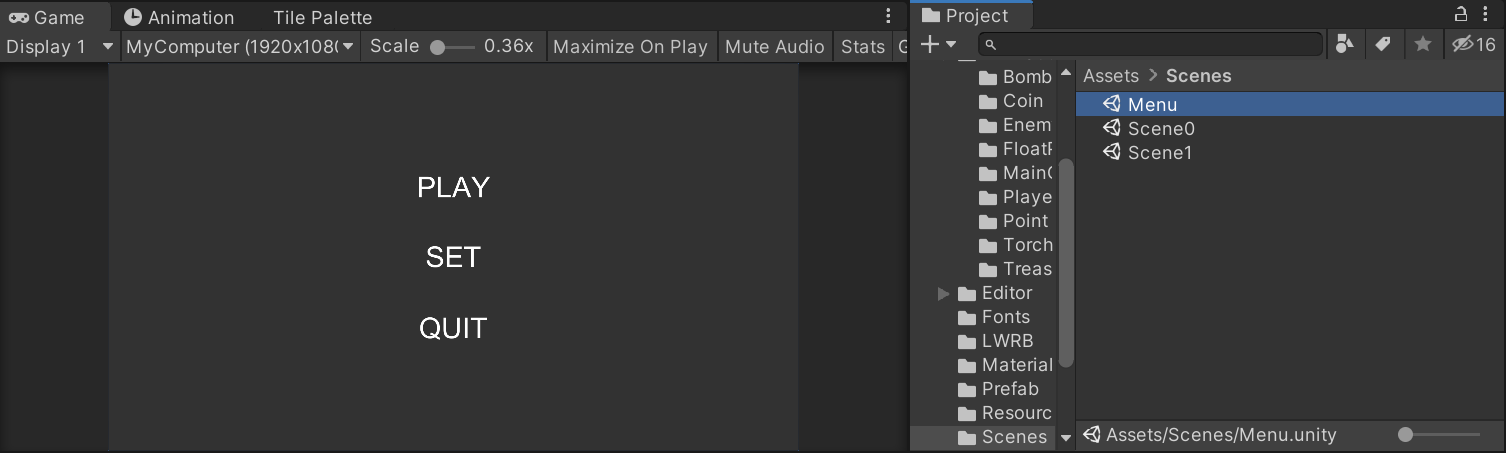 Game Animation Tile Palette
Display 1 MyComputer (1920x108 Scale 0.36x Maximize On Play Mute Audio Stats
PLAY
SET
QUIT
Project
16
Bomb
Coin
Enem
Float
Main
Playe
Point
Torch
Treas
Editor
Fonts
LWRB
Material
Prefab
Resourc
Scenes
Assets > Scenes
Menu
Scene0
Scene1
Assets/Scenes/Menu.unity